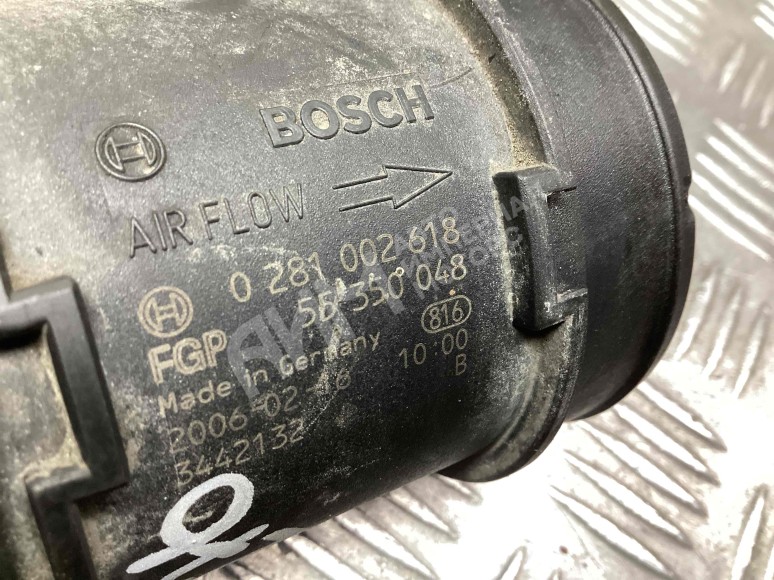 BOSCH
AIR FLOW
0 281 002 618
55 350 048
FGP
816
Made in Germany
2006-02-16 10:00
B
3442132